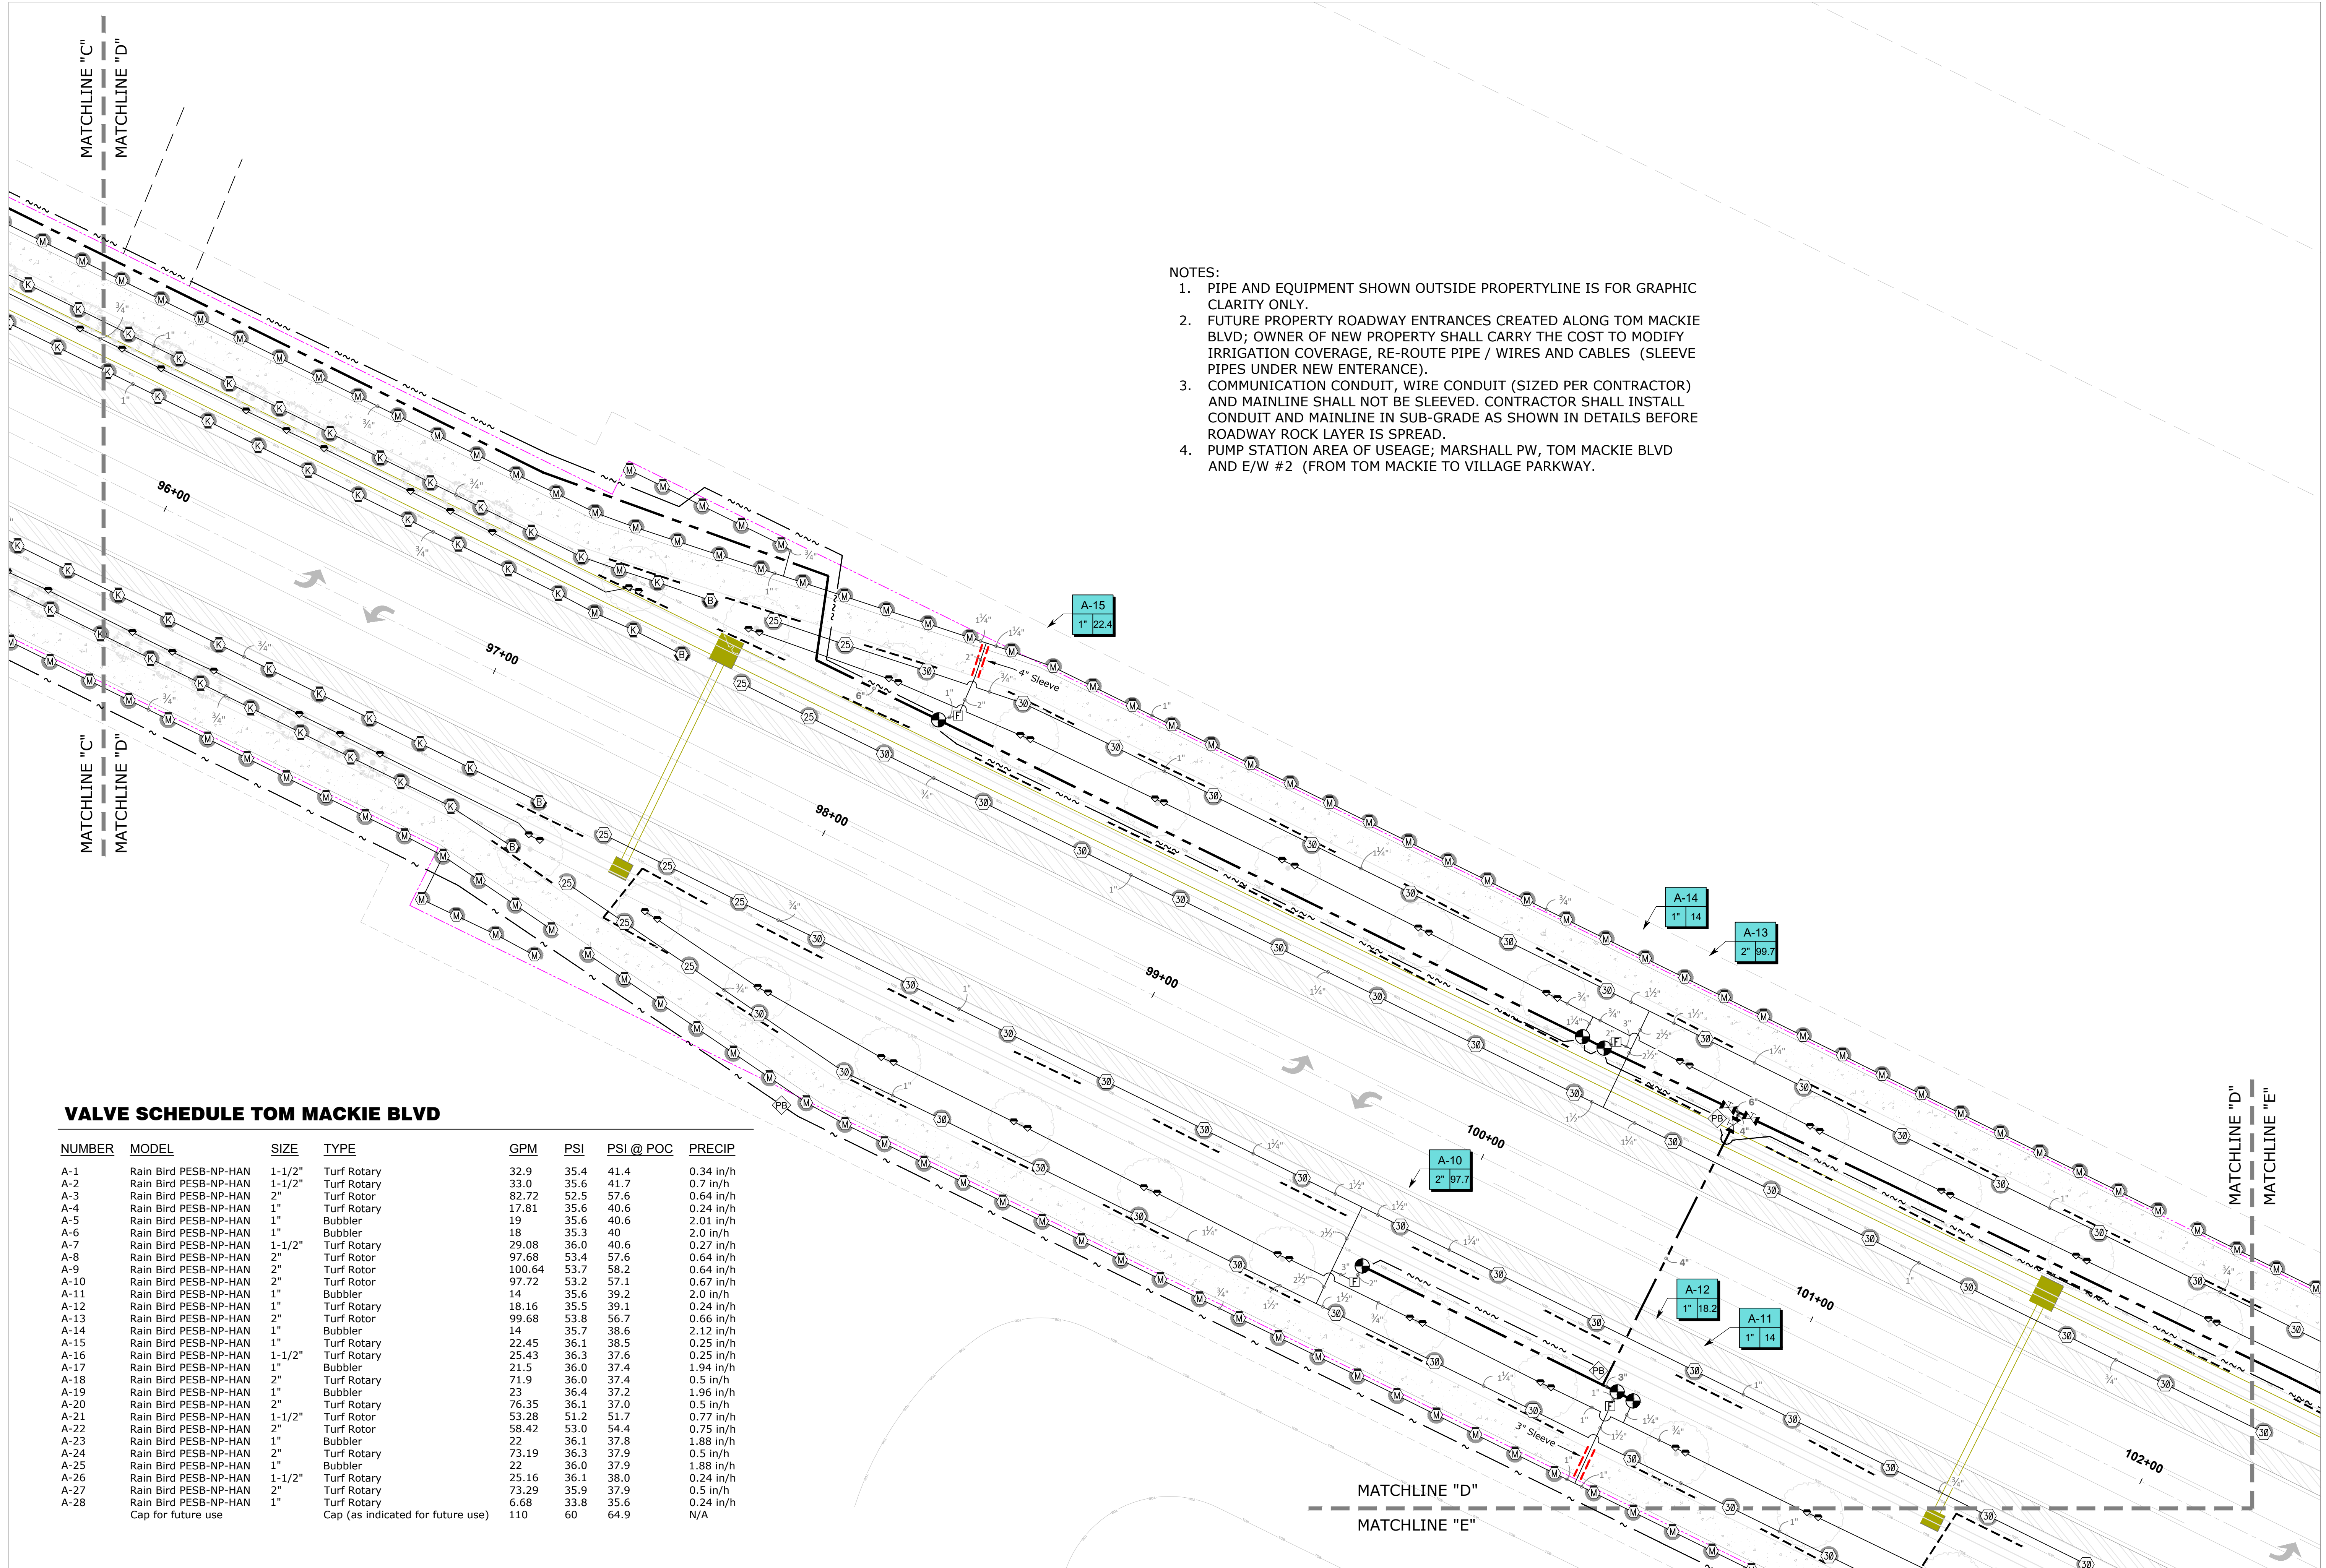 MATCHLINE "C"
MATCHLINE "D"
NOTES:
1. PIPE AND EQUIPMENT SHOWN OUTSIDE PROPERTYLINE IS FOR GRAPHIC
CLARITY ONLY.
2. FUTURE PROPERTY ROADWAY ENTRANCES CREATED ALONG TOM MACKIE
BLVD; OWNER OF NEW PROPERTY SHALL CARRY THE COST TO MODIFY
IRRIGATION COVERAGE, RE-ROUTE PIPE / WIRES AND CABLES (SLEEVE
PIPES UNDER NEW ENTERANCE).
3. COMMUNICATION CONDUIT, WIRE CONDUIT (SIZED PER CONTRACTOR)
AND MAINLINE SHALL NOT BE SLEEVED. CONTRACTOR SHALL INSTALL
CONDUIT AND MAINLINE IN SUB-GRADE AS SHOWN IN DETAILS BEFORE
ROADWAY ROCK LAYER IS SPREAD.
4. PUMP STATION AREA OF USEAGE; MARSHALL PW, TOM MACKIE BLVD
AND E/W #2 (FROM TOM MACKIE TO VILLAGE PARKWAY.
96+00
97+00
98+00
99+00
100+00
101+00
102+00
A-15
1" 22.4
4" Sleeve
A-14
1" 14
A-13
2" 99.7
A-10
2" 97.7
A-12
1" 18.2
A-11
1" 14
3" Sleeve
MATCHLINE "C"
MATCHLINE "D"
MATCHLINE "D"
MATCHLINE "E"
MATCHLINE "D"
MATCHLINE "E"
VALVE SCHEDULE TOM MACKIE BLVD
NUMBER MODEL SIZE TYPE GPM PSI PSI @ POC PRECIP
A-1 Rain Bird PESB-NP-HAN 1-1/2" Turf Rotary 32.9 35.4 41.4 0.34 in/h
A-2 Rain Bird PESB-NP-HAN 1-1/2" Turf Rotary 33.0 35.6 41.7 0.7 in/h
A-3 Rain Bird PESB-NP-HAN 2" Turf Rotor 82.72 52.5 57.6 0.64 in/h
A-4 Rain Bird PESB-NP-HAN 1" Turf Rotary 17.81 35.6 40.6 0.24 in/h
A-5 Rain Bird PESB-NP-HAN 1" Bubbler 19 35.6 40.6 2.01 in/h
A-6 Rain Bird PESB-NP-HAN 1" Bubbler 18 35.3 40 2.0 in/h
A-7 Rain Bird PESB-NP-HAN 1-1/2" Turf Rotary 29.08 36.0 40.6 0.27 in/h
A-8 Rain Bird PESB-NP-HAN 2" Turf Rotor 97.68 53.4 57.6 0.64 in/h
A-9 Rain Bird PESB-NP-HAN 2" Turf Rotor 100.64 53.7 58.2 0.64 in/h
A-10 Rain Bird PESB-NP-HAN 2" Turf Rotor 97.72 53.2 57.1 0.67 in/h
A-11 Rain Bird PESB-NP-HAN 1" Bubbler 14 35.6 39.2 2.0 in/h
A-12 Rain Bird PESB-NP-HAN 1" Turf Rotary 18.16 35.5 39.1 0.24 in/h
A-13 Rain Bird PESB-NP-HAN 2" Turf Rotor 99.68 53.8 56.7 0.66 in/h
A-14 Rain Bird PESB-NP-HAN 1" Bubbler 14 35.7 38.6 2.12 in/h
A-15 Rain Bird PESB-NP-HAN 1" Turf Rotary 22.45 36.1 38.5 0.25 in/h
A-16 Rain Bird PESB-NP-HAN 1-1/2" Turf Rotary 25.43 36.3 37.6 0.25 in/h
A-17 Rain Bird PESB-NP-HAN 1" Bubbler 21.5 36.0 37.4 1.94 in/h
A-18 Rain Bird PESB-NP-HAN 2" Turf Rotary 71.9 36.0 37.4 0.5 in/h
A-19 Rain Bird PESB-NP-HAN 1" Bubbler 23 36.4 37.2 1.96 in/h
A-20 Rain Bird PESB-NP-HAN 2" Turf Rotary 76.35 36.1 37.0 0.5 in/h
A-21 Rain Bird PESB-NP-HAN 1-1/2" Turf Rotor 53.28 51.2 51.7 0.77 in/h
A-22 Rain Bird PESB-NP-HAN 2" Turf Rotor 58.42 53.0 54.4 0.75 in/h
A-23 Rain Bird PESB-NP-HAN 1" Bubbler 22 36.1 37.8 1.88 in/h
A-24 Rain Bird PESB-NP-HAN 2" Turf Rotary 73.19 36.3 37.9 0.5 in/h
A-25 Rain Bird PESB-NP-HAN 1" Bubbler 22 36.0 37.9 1.88 in/h
A-26 Rain Bird PESB-NP-HAN 1-1/2" Turf Rotary 25.16 36.1 38.0 0.24 in/h
A-27 Rain Bird PESB-NP-HAN 2" Turf Rotary 73.29 35.9 37.9 0.5 in/h
A-28 Rain Bird PESB-NP-HAN 1" Turf Rotary 6.68 33.8 35.6 0.24 in/h
Cap for future use Cap (as indicated for future use) 110 60 64.9 N/A